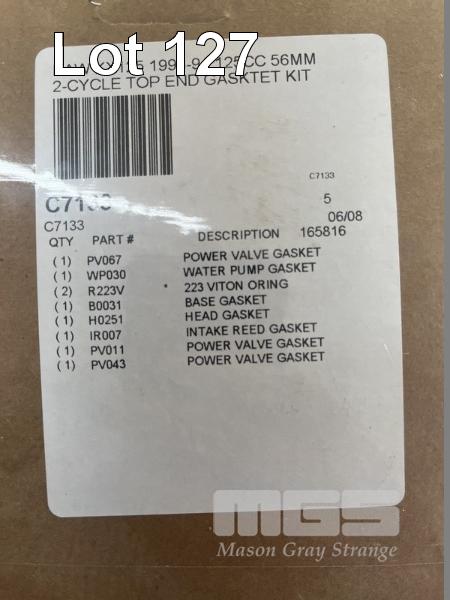 Lot 127
125CC 56MM
2-CYCLE TOP END GASKTET KIT
C7133
C7133
5
C7133
06/08
QTY PART # DESCRIPTION 165816
(1) PV067 POWER VALVE GASKET
(1) WP030 WATER PUMP GASKET
(2) R223V 223 VITON ORING
(1) B0031 BASE GASKET
(1) H0251 HEAD GASKET
(1) IR007 INTAKE REED GASKET
(1) PV011 POWER VALVE GASKET
(1) PV043 POWER VALVE GASKET
MGS
Mason Gray Strange